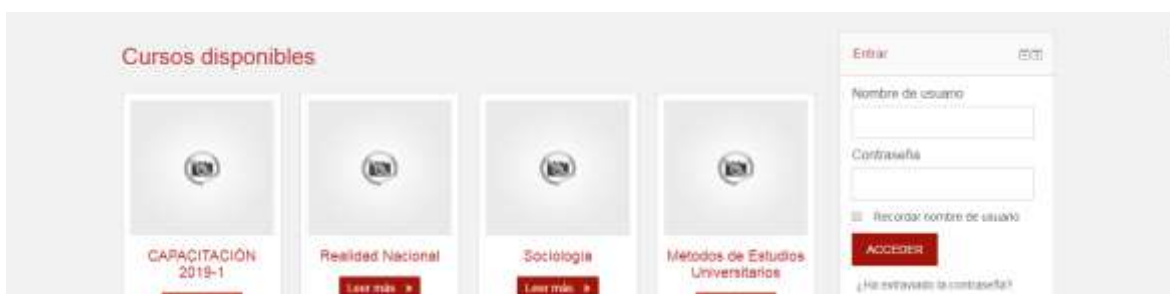 Cursos disponibles
CAPACITACIÓN
2019-1
Realidad Nacional
Leer más »
Sociología
Leer más »
Métodos de Estudios
Universitarios
Entrar
Nombre de usuario
Contraseña
Recordar nombre de usuario
ACCEDER
¿Ha extraviado la contraseña?